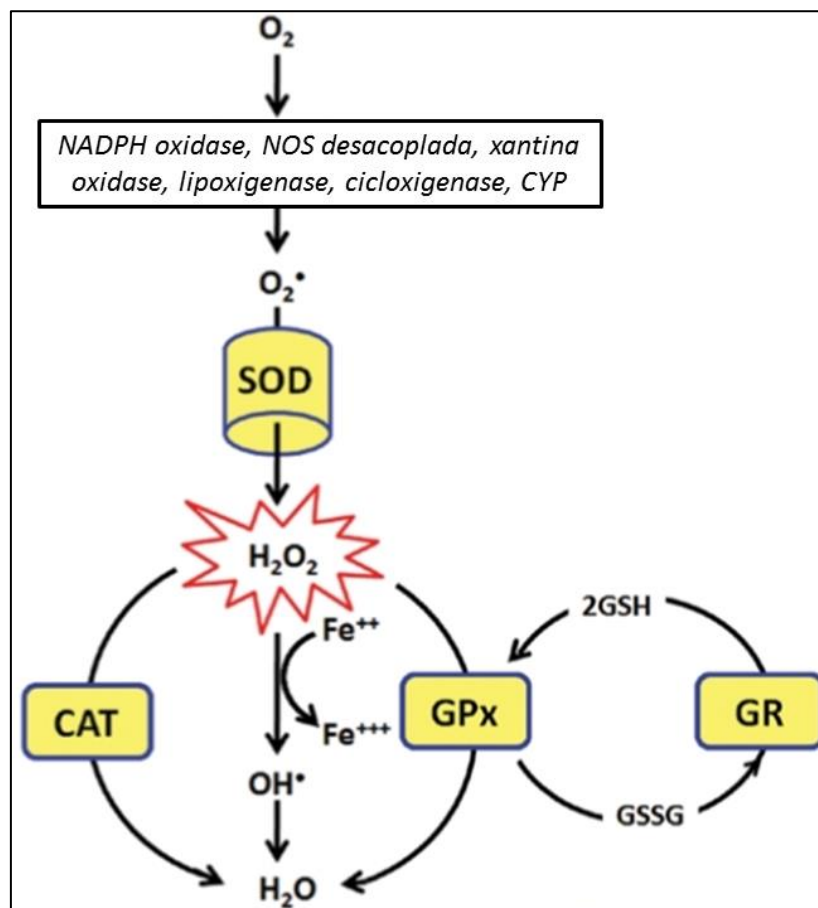 O₂
NADPH oxidase, NOS desacoplada, xantina
oxidase, lipoxigenase, cicloxigenase, CYP
O₂•
SOD
H₂O₂
Fe⁺⁺
2GSH
CAT
GPx
GR
Fe⁺⁺⁺
OH•
GSSG
H₂O